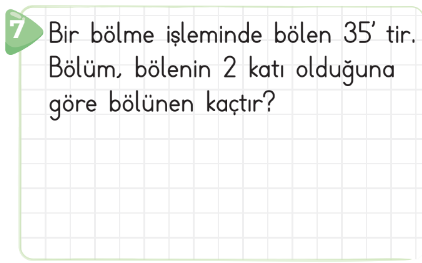 7
Bir bölme işleminde bölen 35' tir.
Bölüm, bölenin 2 katı olduğuna
göre bölünen kaçtır?